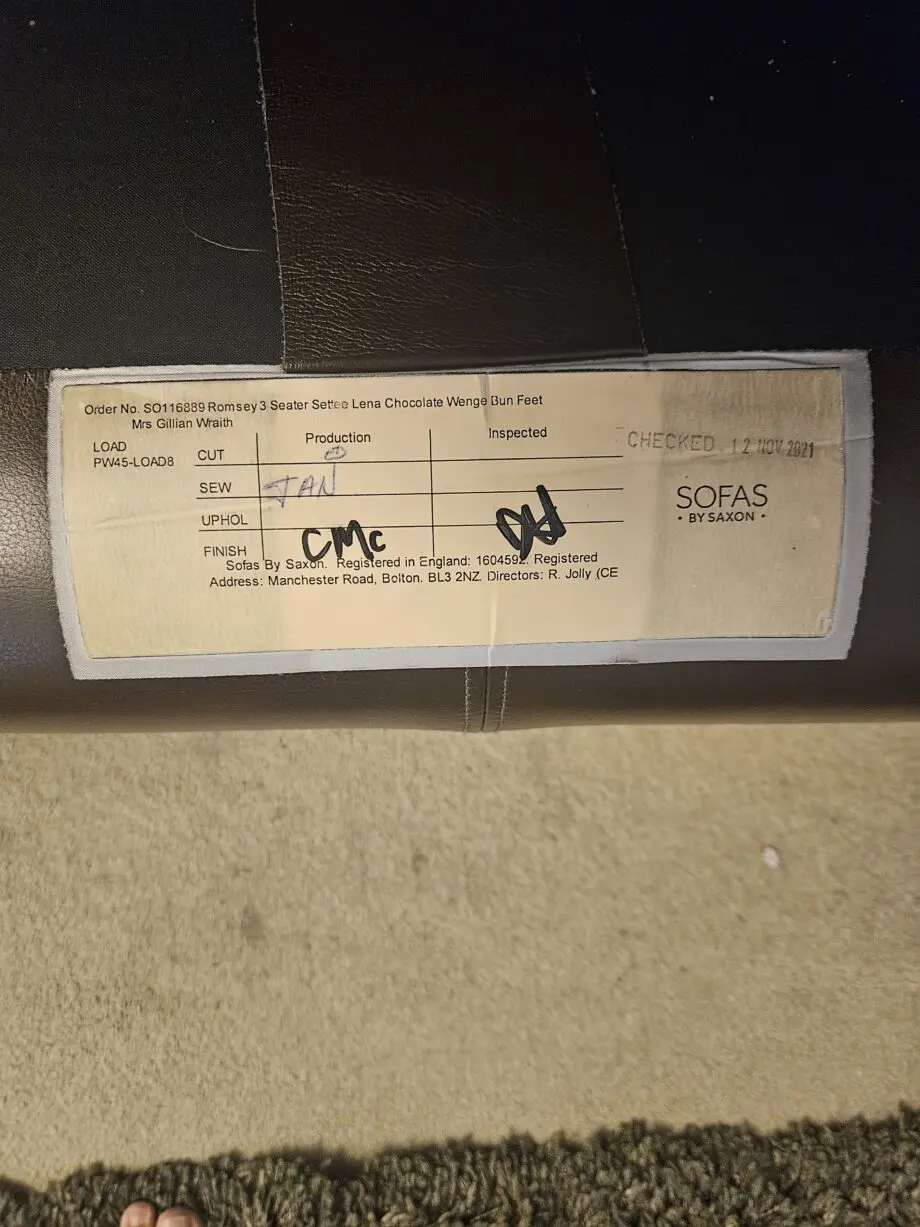 Order No. SO116889 Romsey 3 Seater Settee Lena Chocolate Wenge Bun Feet
Mrs Gillian Wraith
LOAD
PW45-LOAD8
Production
Inspected
CHECKED 12 NOV 2021
CUT
SEW
JAN
UPHOL
CMc
FINISH
SOFAS
• BY SAXON •
Sofas By Saxon. Registered in England: 1604592. Registered
Address: Manchester Road, Bolton. BL3 2NZ. Directors: R. Jolly (CE